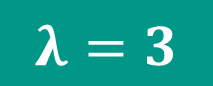 λ = 3